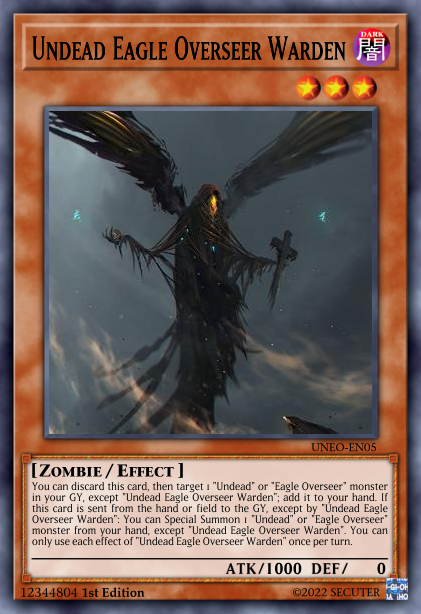 UNDEAD EAGLE OVERSEER WARDEN
DARK
闇
UNEO-EN05
[ZOMBIE / EFFECT ]
You can discard this card, then target 1 "Undead" or "Eagle Overseer" monster
in your GY, except "Undead Eagle Overseer Warden"; add it to your hand. If
this card is sent from the hand or field to the GY, except by "Undead Eagle
Overseer Warden": You can Special Summon 1 "Undead" or "Eagle Overseer"
monster from your hand, except "Undead Eagle Overseer Warden". You can
only use each effect of "Undead Eagle Overseer Warden" once per turn.
ATK/1000 DEF/ 0
12344804 1st Edition ©2022 SECUTER